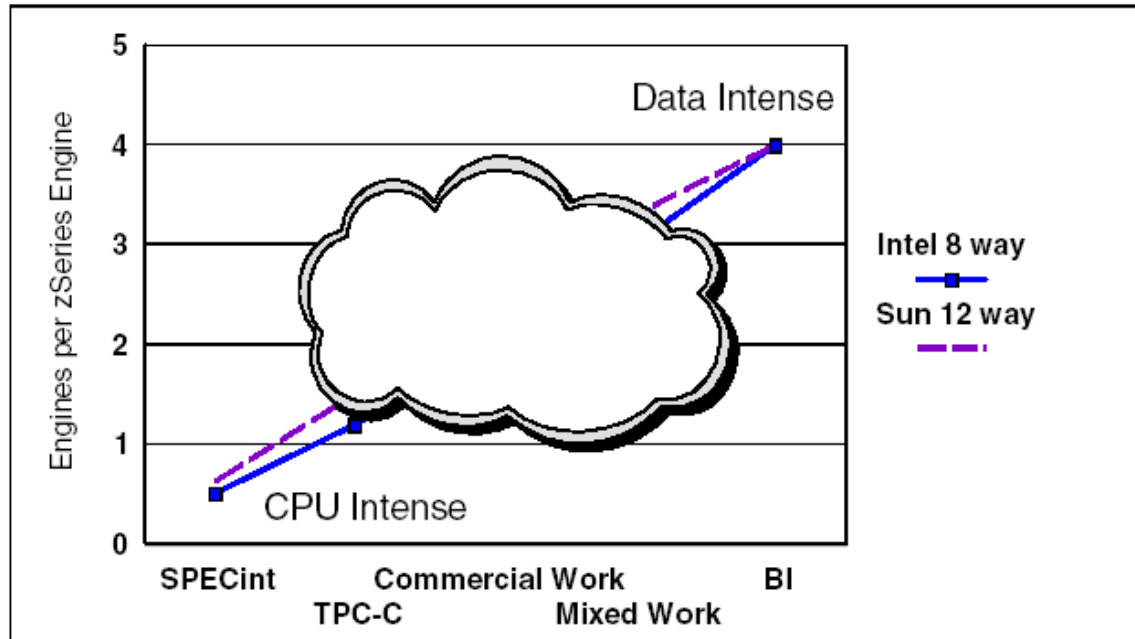 Engines per zSeries Engine
5
4
3
2
1
0
Data Intense
CPU Intense
SPECint
TPC-C
Commercial Work
Mixed Work
BI
Intel 8 way
Sun 12 way